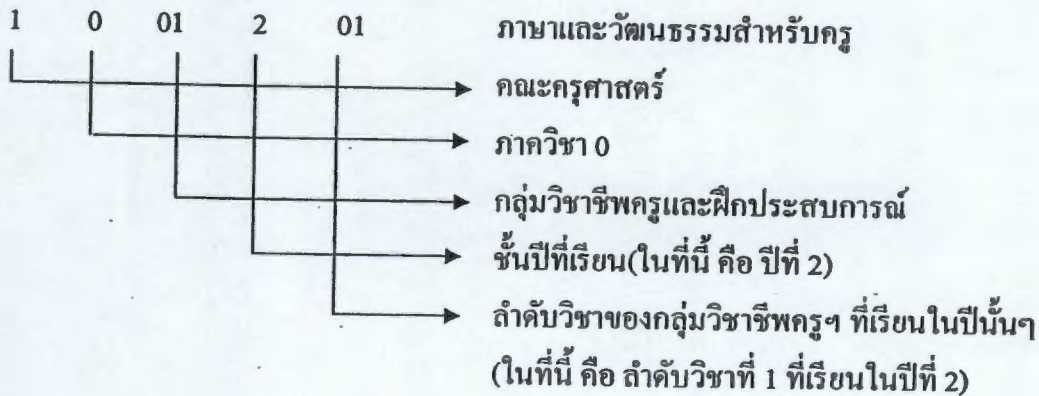 1 0 01 2 01 ภาษาและวัฒนธรรมสำหรับครู
คณะครุศาสตร์
ภาควิชา 0
กลุ่มวิชาชีพครูและฝึกประสบการณ์
ชั้นปีที่เรียน(ในที่นี้ คือ ปีที่ 2)
ลำดับวิชาของกลุ่มวิชาชีพครูฯ ที่เรียนในปีนั้นๆ
(ในที่นี้ คือ ลำดับวิชาที่ 1 ที่เรียนในปีที่ 2)